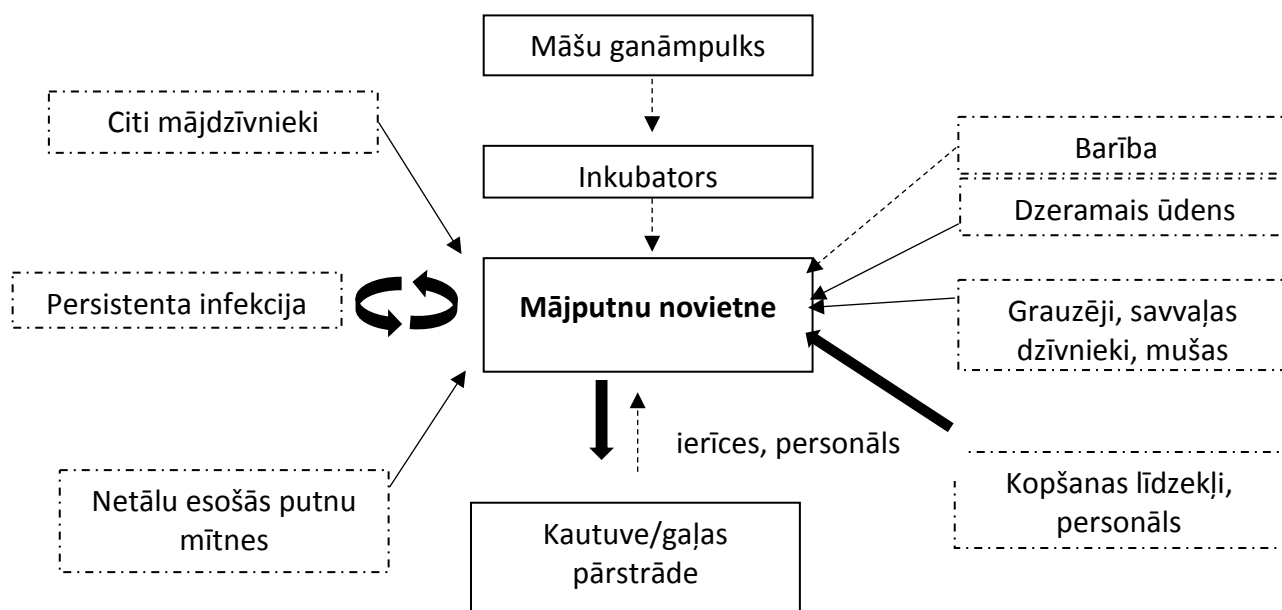 Māšu ganāmpulks
Citi mājdzīvnieki
Inkubators
Barība
Dzeramais ūdens
Persistenta infekcija
Mājputnu novietne
Grauzēji, savvaļas
dzīvnieki, mušas
ierīces, personāls
Netālu esošās putnu
mītnes
Kautuve/gaļas
pārstrāde
Kopšanas līdzekļi,
personāls